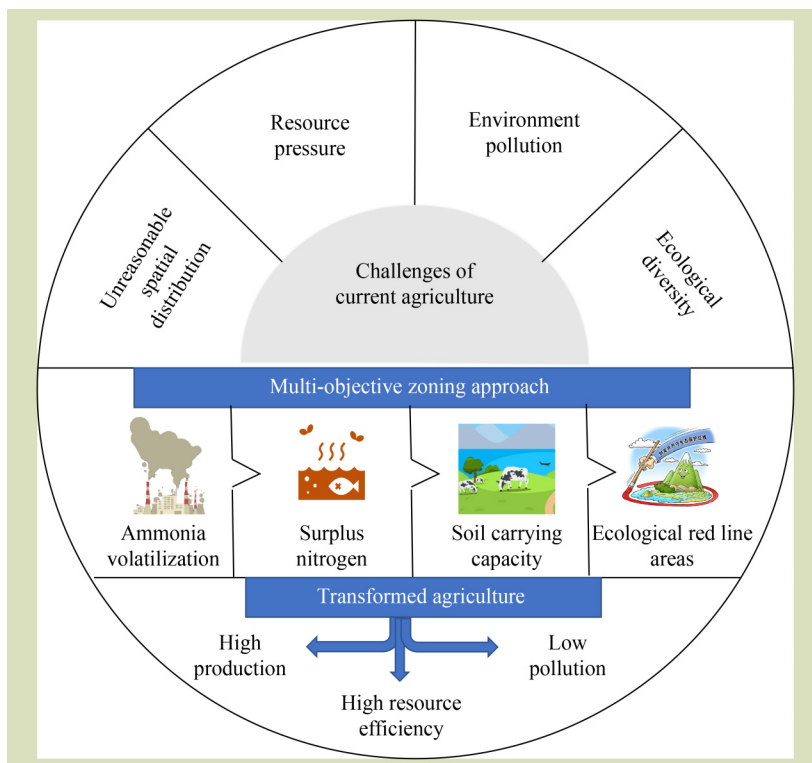 Resource
pressure
Environment
pollution
Unreasonable
spatial
distribution
Ecological
diversity
Challenges of
current agriculture
Multi-objective zoning approach
Ammonia
volatilization
Surplus
nitrogen
Soil carrying
capacity
Ecological red line
areas
Transformed agriculture
High
production
Low
pollution
High resource
efficiency